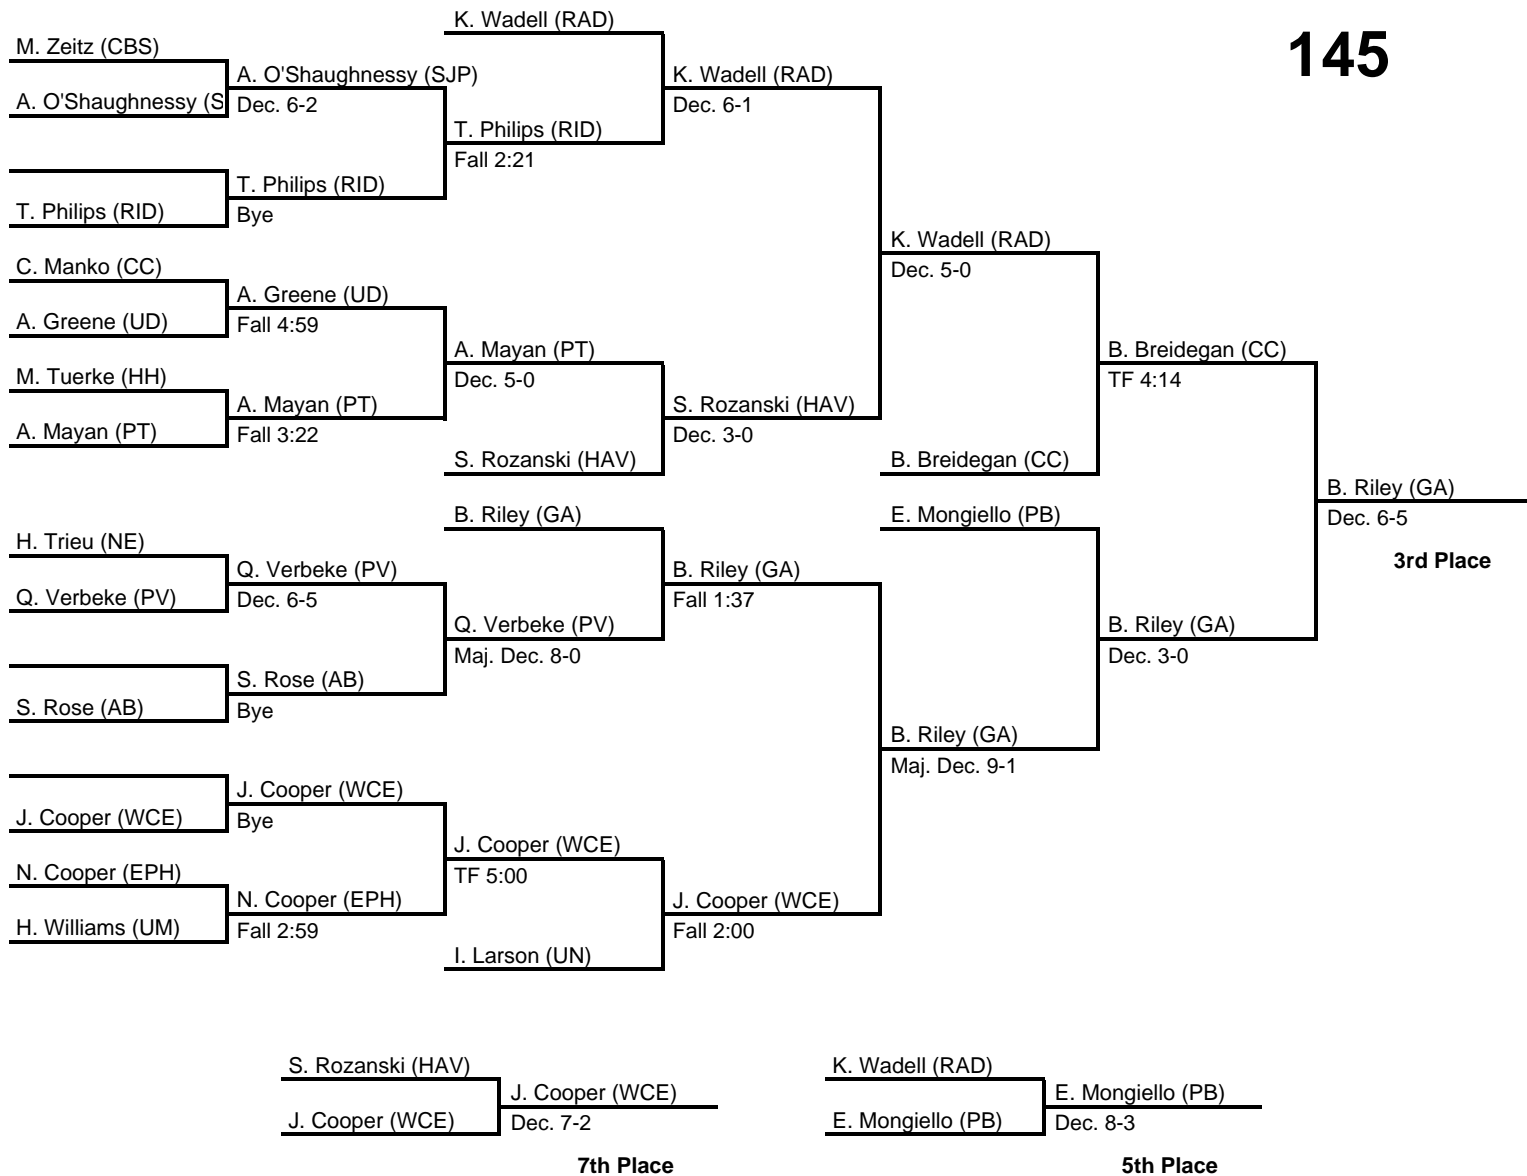 145
M. Zeitz (CBS)
A. O'Shaughnessy (S
T. Philips (RID)
C. Manko (CC)
A. Greene (UD)
M. Tuerke (HH)
A. Mayan (PT)
H. Trieu (NE)
Q. Verbeke (PV)
S. Rose (AB)
J. Cooper (WCE)
N. Cooper (EPH)
H. Williams (UM)
A. O'Shaughnessy (SJP)
Dec. 6-2
T. Philips (RID)
Bye
A. Greene (UD)
Fall 4:59
A. Mayan (PT)
Fall 3:22
Q. Verbeke (PV)
Dec. 6-5
S. Rose (AB)
Bye
J. Cooper (WCE)
Bye
N. Cooper (EPH)
Fall 2:59
K. Wadell (RAD)
T. Philips (RID)
Fall 2:21
A. Mayan (PT)
Dec. 5-0
S. Rozanski (HAV)
B. Riley (GA)
Q. Verbeke (PV)
Maj. Dec. 8-0
J. Cooper (WCE)
TF 5:00
I. Larson (UN)
K. Wadell (RAD)
Dec. 6-1
S. Rozanski (HAV)
Dec. 3-0
B. Riley (GA)
Fall 1:37
J. Cooper (WCE)
Fall 2:00
K. Wadell (RAD)
Dec. 5-0
B. Breidegan (CC)
E. Mongiello (PB)
B. Riley (GA)
Maj. Dec. 9-1
B. Breidegan (CC)
TF 4:14
B. Riley (GA)
Dec. 3-0
B. Riley (GA)
Dec. 6-5
3rd Place
S. Rozanski (HAV)
J. Cooper (WCE)
J. Cooper (WCE)
Dec. 7-2
7th Place
K. Wadell (RAD)
E. Mongiello (PB)
E. Mongiello (PB)
Dec. 8-3
5th Place